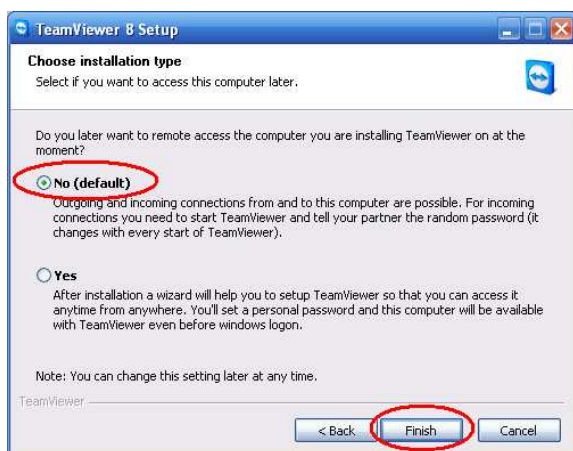 TeamViewer 8 Setup
Choose installation type
Select if you want to access this computer later.
Do you later want to remote access the computer you are installing TeamViewer on at the
moment?
No (default)
Outgoing and incoming connections from and to this computer are possible. For incoming
connections you need to start TeamViewer and tell your partner the random password (it
changes with every start of TeamViewer).
Yes
After installation a wizard will help you to setup TeamViewer so that you can access it
anytime from anywhere. You'll set a personal password and this computer will be available
with TeamViewer even before windows logon.
Note: You can change this setting later at any time.
TeamViewer
< Back Finish Cancel